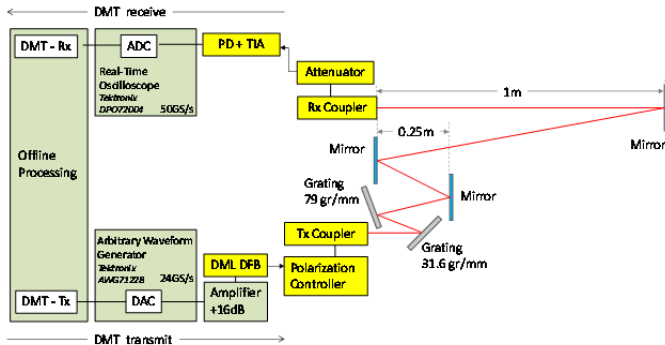 DMT receive
DMT - Rx
ADC
PD + TIA
Real-Time
Oscilloscope
Tektronix
DPO72004
50GS/s
Attenuator
Rx Coupler
1m
Mirror
0.25m
Mirror
Offline
Processing
Grating
79 gr/mm
Mirror
Tx Coupler
Grating
31.6 gr/mm
Arbitrary Waveform
Generator
Tektronix
AWG7122B
24GS/s
DML DFB
Polarization
Controller
DMT - Tx
DAC
Amplifier
+16dB
DMT transmit